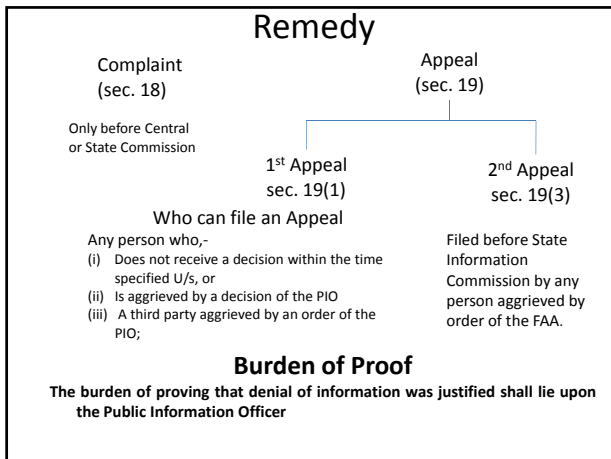 Remedy
Complaint
(sec. 18)
Only before Central
or State Commission
Appeal
(sec. 19)
1st Appeal
sec. 19(1)
2nd Appeal
sec. 19(3)
Who can file an Appeal
Any person who,-
(i) Does not receive a decision within the time
specified U/s, or
(ii) Is aggrieved by a decision of the PIO
(iii) A third party aggrieved by an order of the
PIO;
Filed before State
Information
Commission by any
person aggrieved by
order of the FAA.
Burden of Proof
The burden of proving that denial of information was justified shall lie upon
the Public Information Officer